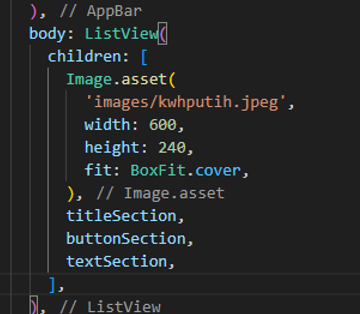 ), // AppBar
body: ListView(
children: [
Image.asset(
'images/kwhputih.jpeg',
width: 600,
height: 240,
fit: BoxFit.cover,
), // Image.asset
titleSection,
buttonSection,
textSection,
],
), // ListView